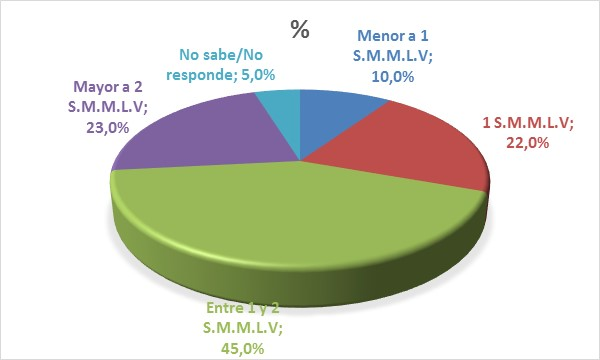 %
Menor a 1
S.M.M.L.V;
10,0%
1 S.M.M.L.V;
22,0%
Entre 1 y 2
S.M.M.L.V;
45,0%
Mayor a 2
S.M.M.L.V;
23,0%
No sabe/No
responde; 5,0%